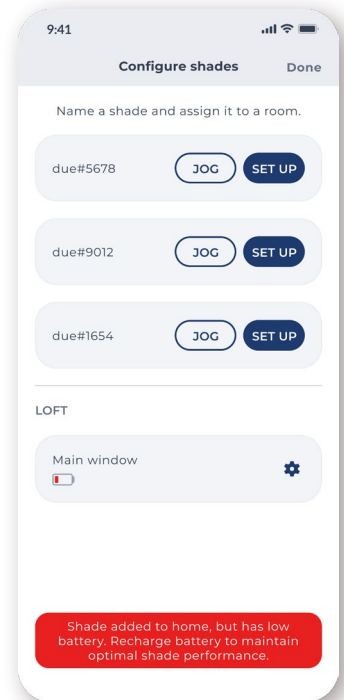 9:41
Configure shades Done
Name a shade and assign it to a room.
due#5678 JOG SET UP
due#9012 JOG SET UP
due#1654 JOG SET UP
LOFT
Main window
Shade added to home, but has low
battery. Recharge battery to maintain
optimal shade performance.